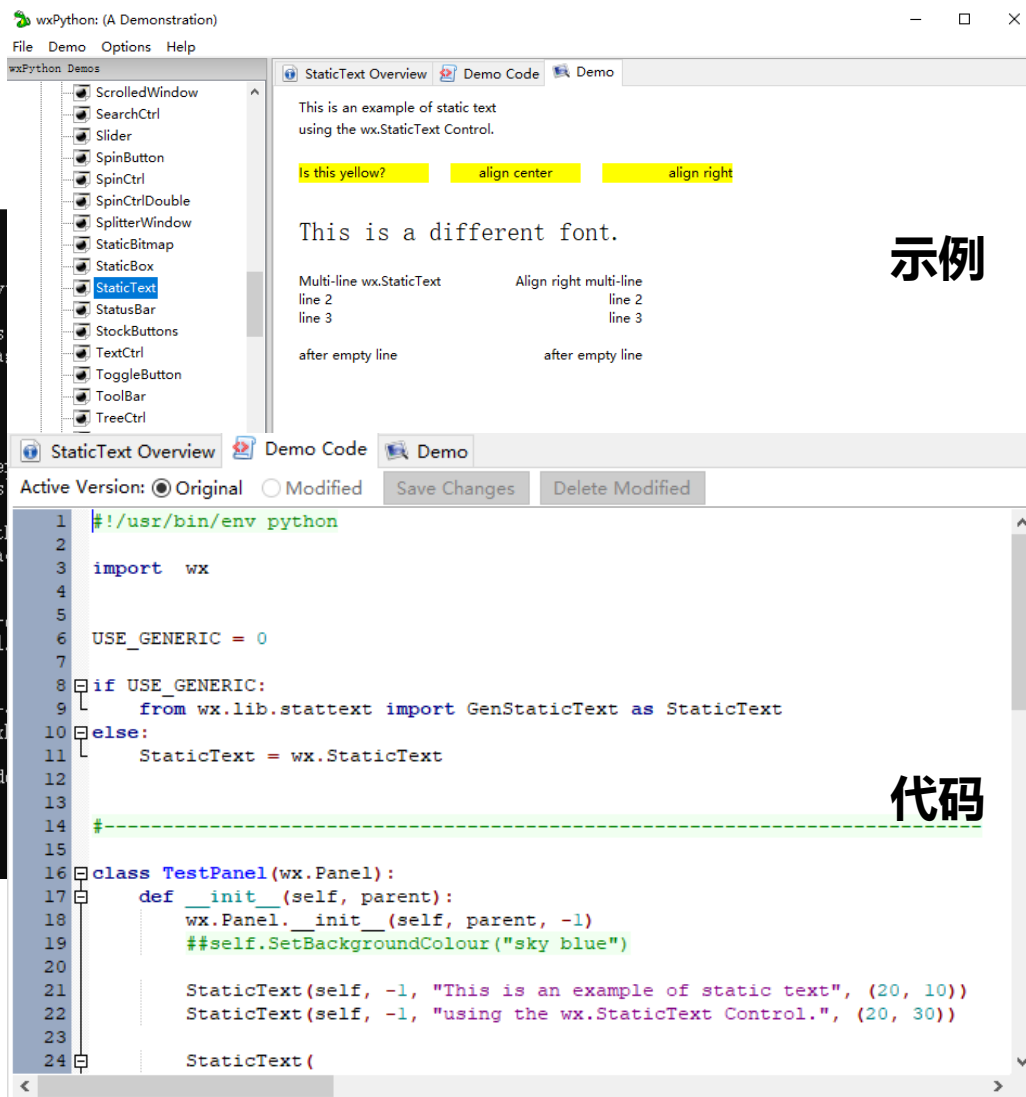 wxPython: (A Demonstration)
File Demo Options Help
wxPython Demos
ScrolledWindow
SearchCtrl
Slider
SpinButton
SpinCtrl
SpinCtrlDouble
SplitterWindow
StaticBitmap
StaticBox
StaticText
StatusBar
StockButtons
TextCtrl
ToggleButton
ToolBar
TreeCtrl
StaticText Overview Demo Code Demo
This is an example of static text
using the wx.StaticText Control.
Is this yellow? align center align right
This is a different font.
示例
Multi-line wx.StaticText Align right multi-line
line 2 line 2
line 3 line 3
after empty line after empty line
StaticText Overview Demo Code Demo
Active Version: Original Modified Save Changes Delete Modified
1 #!/usr/bin/env python
2
3 import  wx
4
5
6 USE_GENERIC = 0
7
8 if USE_GENERIC:
9     from wx.lib.stattext import GenStaticText as StaticText
10 else:
11     StaticText = wx.StaticText
12
13
代码
14 #---------------------------------------------------------------------------
15
16 class TestPanel(wx.Panel):
17     def __init__(self, parent):
18         wx.Panel.__init__(self, parent, -1)
19         ##self.SetBackgroundColour("sky blue")
20
21         StaticText(self, -1, "This is an example of static text", (20, 10))
22         StaticText(self, -1, "using the wx.StaticText Control.", (20, 30))
23
24         StaticText(